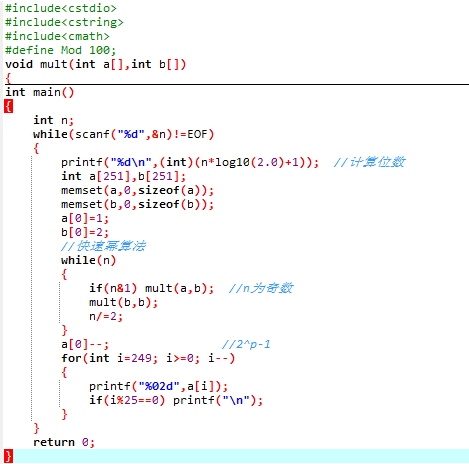 #include<cstdio>
#include<cstring>
#include<cmath>
#define Mod 100;
void mult(int a[],int b[])
{
int main()
{
    int n;
    while(scanf("%d",&n)!=EOF)
    {
        printf("%d\n",(int)(n*log10(2.0)+1));  //计算位数
        int a[251],b[251];
        memset(a,0,sizeof(a));
        memset(b,0,sizeof(b));
        a[0]=1;
        b[0]=2;
        //快速幂算法
        while(n)
        {
            if(n&1) mult(a,b);  //n为奇数
            mult(b,b);
            n/=2;
        }
        a[0]--;                //2^p-1
        for(int i=249; i>=0; i--)
        {
            printf("%02d",a[i]);
            if(i%25==0) printf("\n");
        }
    }
    return 0;
}